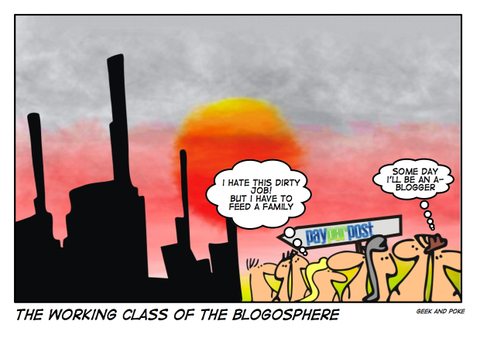 I HATE THIS DIRTY
JOB!
BUT I HAVE TO
FEED A FAMILY
SOME DAY
I'LL BE AN A-
BLOGGER
payperpost
THE WORKING CLASS OF THE BLOGOSPHERE
GEEK AND POKE